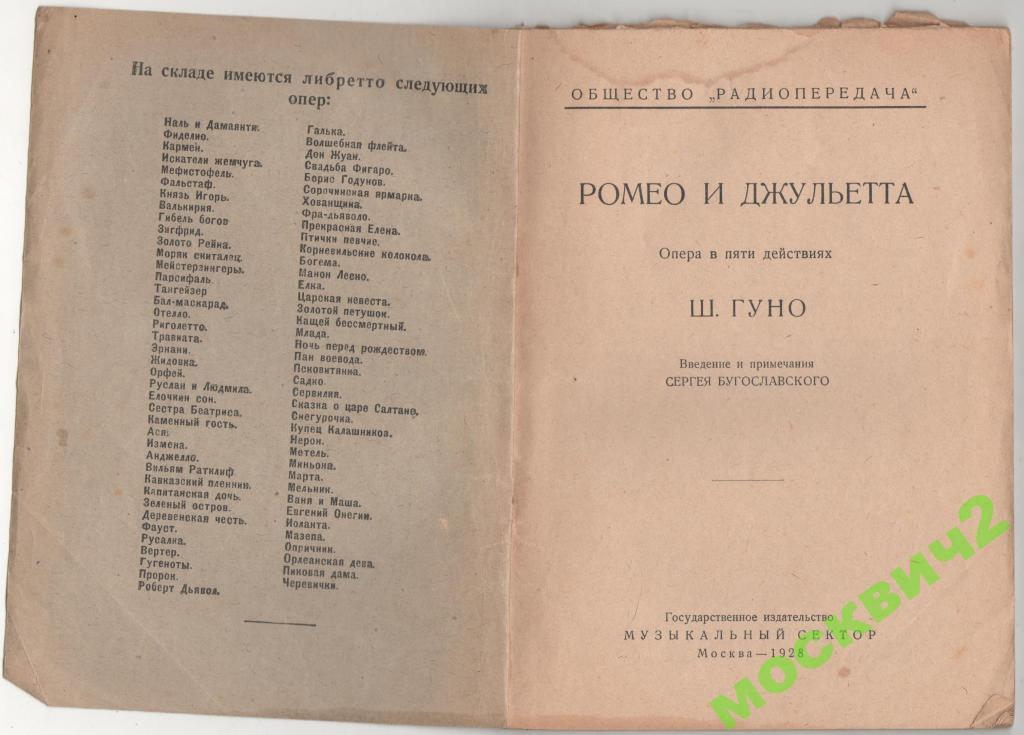 На складе имеются либретто следующих
опер:
Наль и Дамаянти.
Фиделио.
Кармен.
Искатели жемчуга.
Мефистофель.
Фальстаф.
Князь Игорь.
Валькирия.
Гибель богов
Зигфрид.
Золото Рейна.
Моряк скиталец.
Мейстерзингеры.
Парсифаль.
Тангейзер
Бал-маскарад.
Отелло.
Риголетто.
Травиата.
Эрнани.
Жидовка.
Орфей.
Руслан и Людмила.
Елочкин сон.
Сестра Беатриса.
Каменный гость.
Ася.
Измена.
Анджелло.
Вильям Ратклиф
Кавказский пленник.
Капитанская дочь.
Зеленый остров.
Деревенская честь.
Фауст.
Русалка.
Вертер.
Гугеноты.
Пророк.
Роберт Дьявол.
Галька.
Волшебная флейта.
Дон Жуан.
Свадьба Фигаро.
Борис Годунов.
Сорочинская ярмарка.
Хованщина.
Фра-дьяволо.
Прекрасная Елена.
Птички певчие.
Корневильские колокола.
Богема.
Манон Леско.
Елка.
Царская невеста.
Золотой петушок.
Кащей бессмертный.
Млада.
Ночь перед рождеством.
Пан воевода.
Псковитянка.
Садко
Сервилия.
Сказка о царе Салтане.
Снегурочка.
Купец Калашников.
Нерон.
Метель.
Миньона.
Марта.
Мельник.
Ваня и Маша.
Евгений Онегин.
Иоланта.
Мазепа.
Опричник.
Орлеанская дева.
Пиковая дама.
Черевички.
ОБЩЕСТВО „РАДИОПЕРЕДАЧА“
РОМЕО И ДЖУЛЬЕТТА
Опера в пяти действиях
Ш. ГУНО
Введение и примечания
СЕРГЕЯ БУГОСЛАВСКОГО
Государственное издательство
МУЗЫКАЛЬНЫЙ СЕКТОР
Москва—1928
москвич2